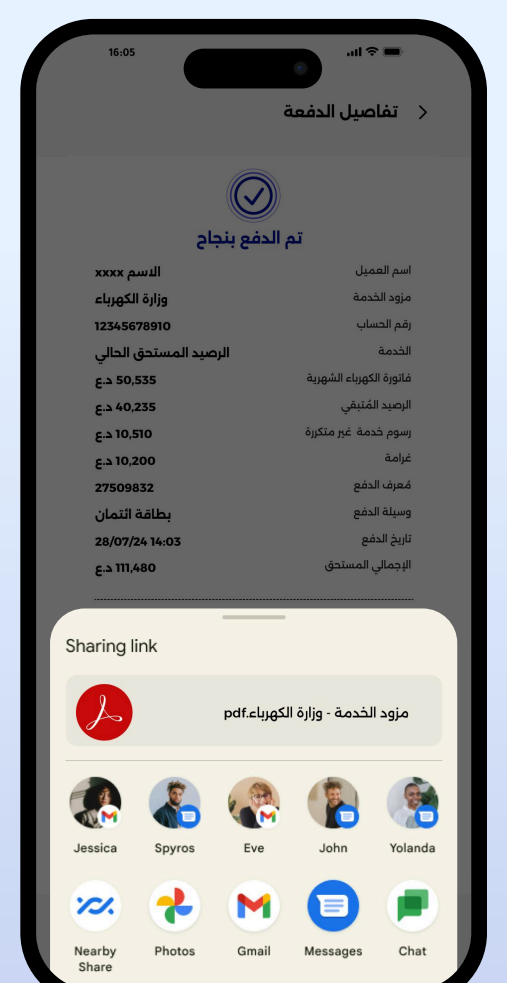 16:05
تفاصيل الدفعة
تم الدفع بنجاح
اسم العميل الاسم xxxx
مزود الخدمة وزارة الكهرباء
رقم الحساب 12345678910
الخدمة الرصيد المستحق الحالي
فاتورة الكهرباء الشهرية 50,535 د.ع
الرصيد المُتبقي 40,235 د.ع
رسوم خدمة غير متكررة 10,510 د.ع
غرامة 10,200 د.ع
مُعرف الدفع 27509832
وسيلة الدفع بطاقة ائتمان
تاريخ الدفع 28/07/24 14:03
الإجمالي المستحق 111,480 د.ع
Sharing link
مزود الخدمة - وزارة الكهرباء.pdf
Jessica Spyros Eve John Yolanda
Nearby Share Photos Gmail Messages Chat